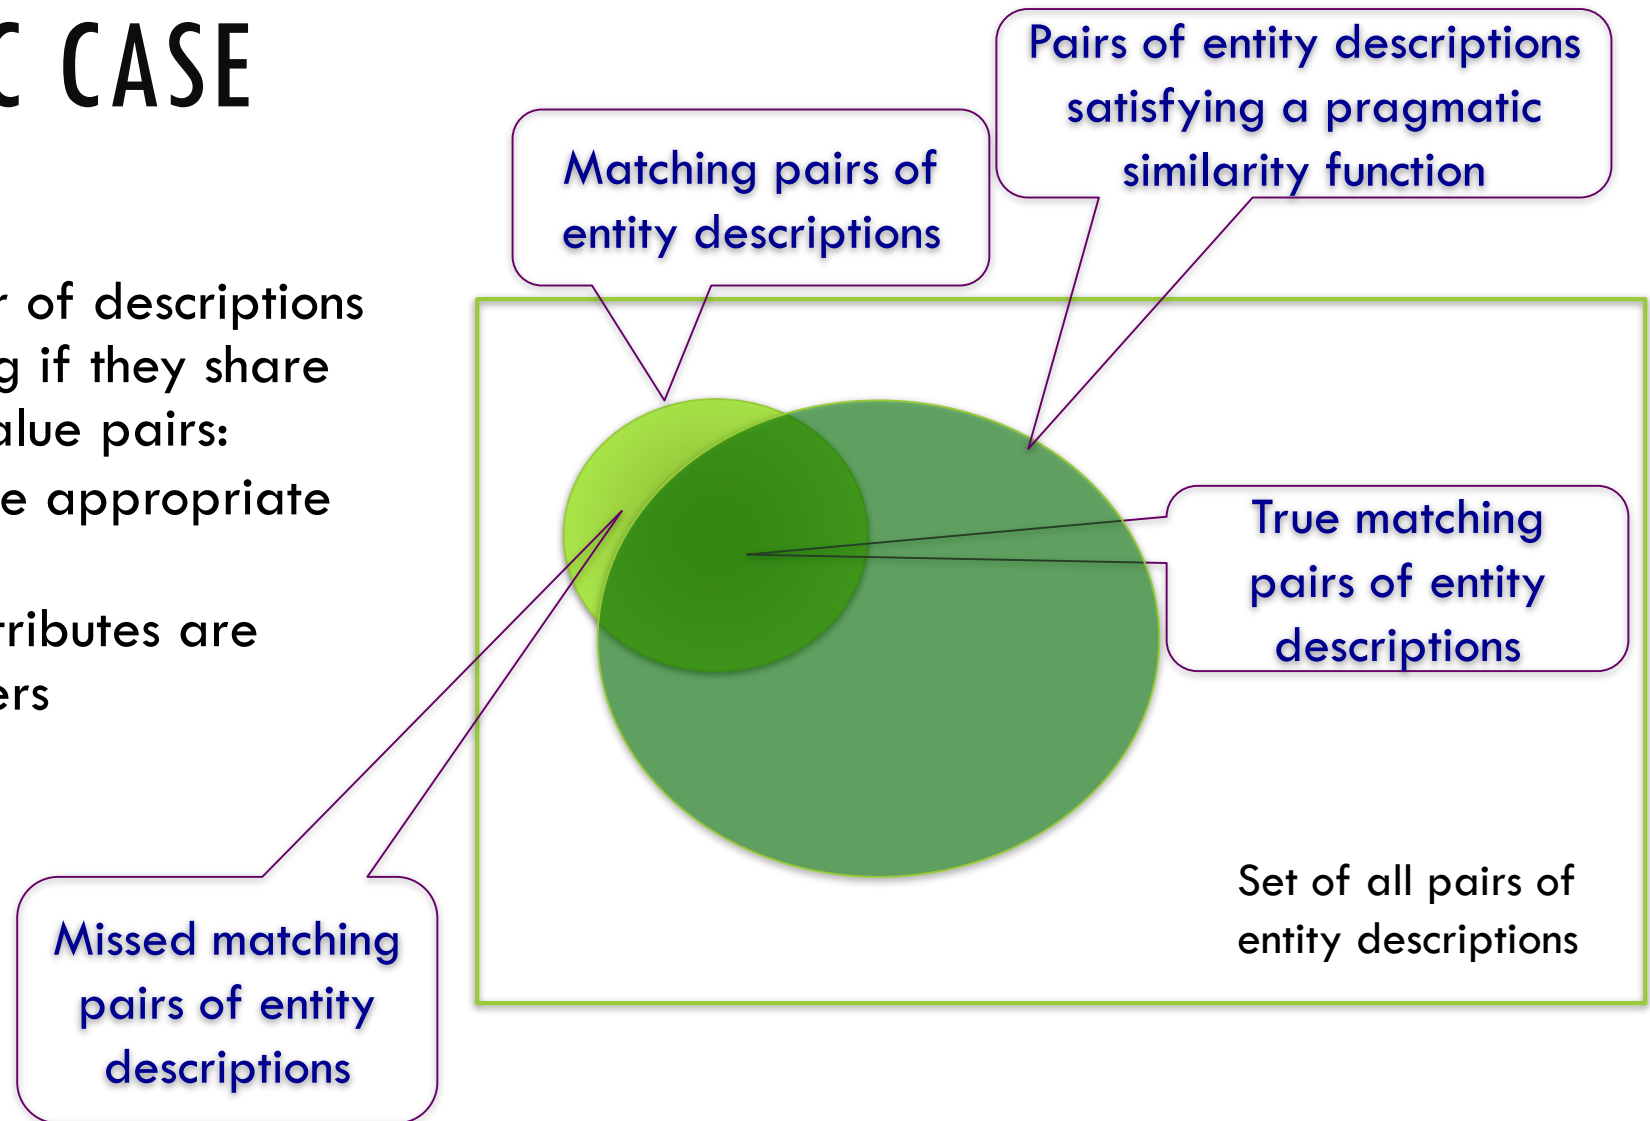 C CASE
r of descriptions
g if they share
alue pairs:
e appropriate
tributes are
ers
Matching pairs of
entity descriptions
Pairs of entity descriptions
satisfying a pragmatic
similarity function
True matching
pairs of entity
descriptions
Set of all pairs of
entity descriptions
Missed matching
pairs of entity
descriptions